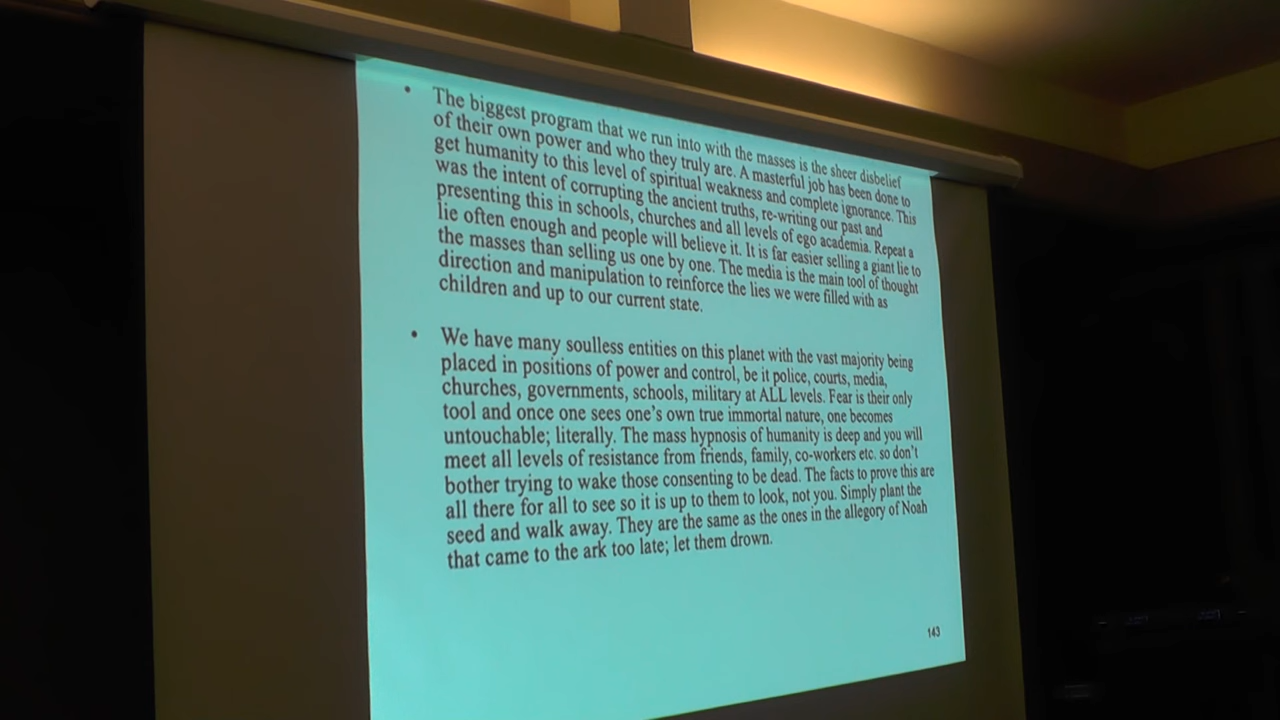 • The biggest program that we run into with the masses is the sheer disbelief
of their own power and who they truly are. A masterful job has been done to
get humanity to this level of spiritual weakness and complete ignorance. This
was the intent of corrupting the ancient truths, re-writing our past and
presenting this in schools, churches and all levels of ego academia. Repeat a
lie often enough and people will believe it. It is far easier selling a giant lie to
the masses than selling us one by one. The media is the main tool of thought
direction and manipulation to reinforce the lies we were filled with as
children and up to our current state.
• We have many soulless entities on this planet with the vast majority being
placed in positions of power and control, be it police, courts, media,
churches, governments, schools, military at ALL levels. Fear is their only
tool and once one sees one's own true immortal nature, one becomes
untouchable; literally. The mass hypnosis of humanity is deep and you will
meet all levels of resistance from friends, family, co-workers etc. so don't
bother trying to wake those consenting to be dead. The facts to prove this are
all there for all to see so it is up to them to look, not you. Simply plant the
seed and walk away. They are the same as the ones in the allegory of Noah
that came to the ark too late; let them drown.
143